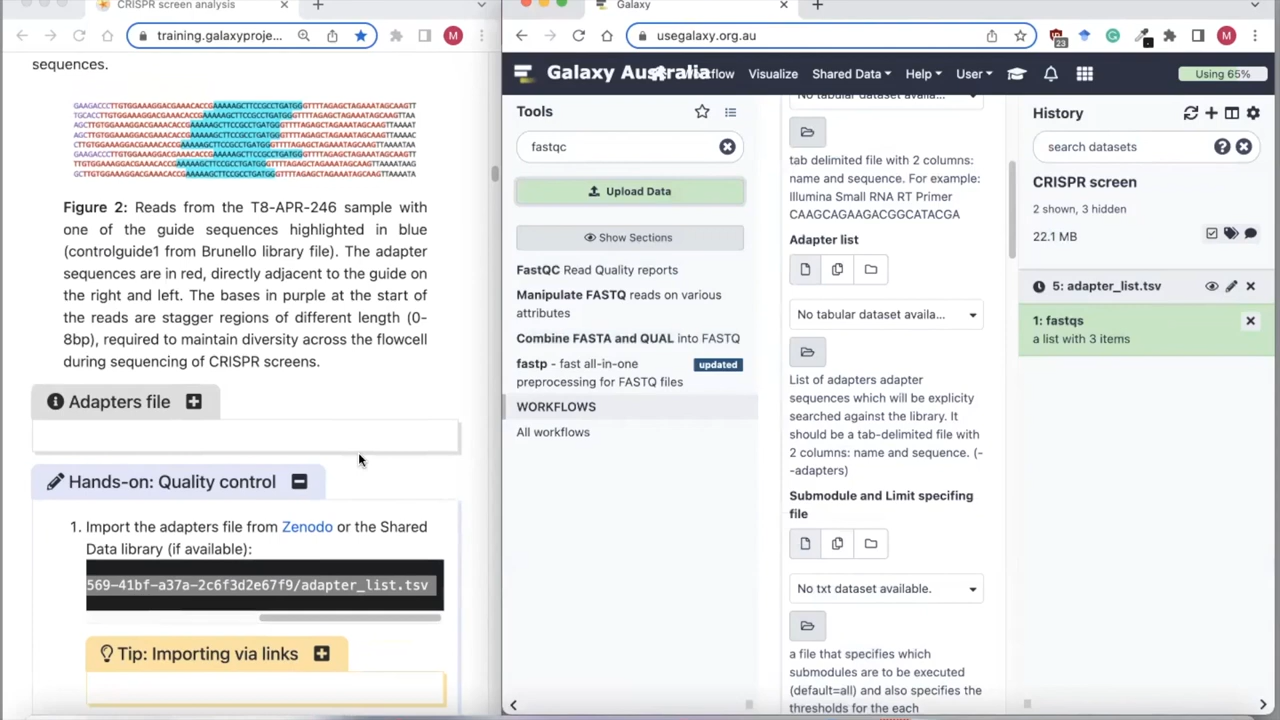 CRISPR screen analysis
training.galaxyproje...
M
sequences.
Figure 2: Reads from the T8-APR-246 sample with
one of the guide sequences highlighted in blue
(controlguide1 from Brunello library file). The adapter
sequences are in red, directly adjacent to the guide on
the right and left. The bases in purple at the start of
the reads are stagger regions of different length (0-
8bp), required to maintain diversity across the flowcell
during sequencing of CRISPR screens.
Adapters file
Hands-on: Quality control
1. Import the adapters file from Zenodo or the Shared
Data library (if available):
569-41bf-a37a-2c6f3d2e67f9/adapter_list.tsv
Tip: Importing via links
Galaxy
usegalaxy.org.au
23
M
Galaxy Australia
Visualize
Shared Data
Help
User
Using 65%
Tools
fastqc
Upload Data
Show Sections
FastQC Read Quality reports
Manipulate FASTQ reads on various
attributes
Combine FASTA and QUAL into FASTQ
fastp - fast all-in-one
preprocessing for FASTQ files
updated
WORKFLOWS
All workflows
No tabular dataset availa...
tab delimited file with 2 columns:
name and sequence. For example:
Illumina Small RNA RT Primer
CAAGCAGAAGACGGCATACGA
Adapter list
No tabular dataset availa...
List of adapters adapter
sequences which will be explicity
searched against the library. It
should be a tab-delimited file with
2 columns: name and sequence. (-
-adapters)
Submodule and Limit specifing
file
No txt dataset available.
a file that specifies which
submodules are to be executed
(default=all) and also specifies the
thresholds for the each
History
search datasets
CRISPR screen
2 shown, 3 hidden
22.1 MB
5: adapter_list.tsv
1: fastqs
a list with 3 items